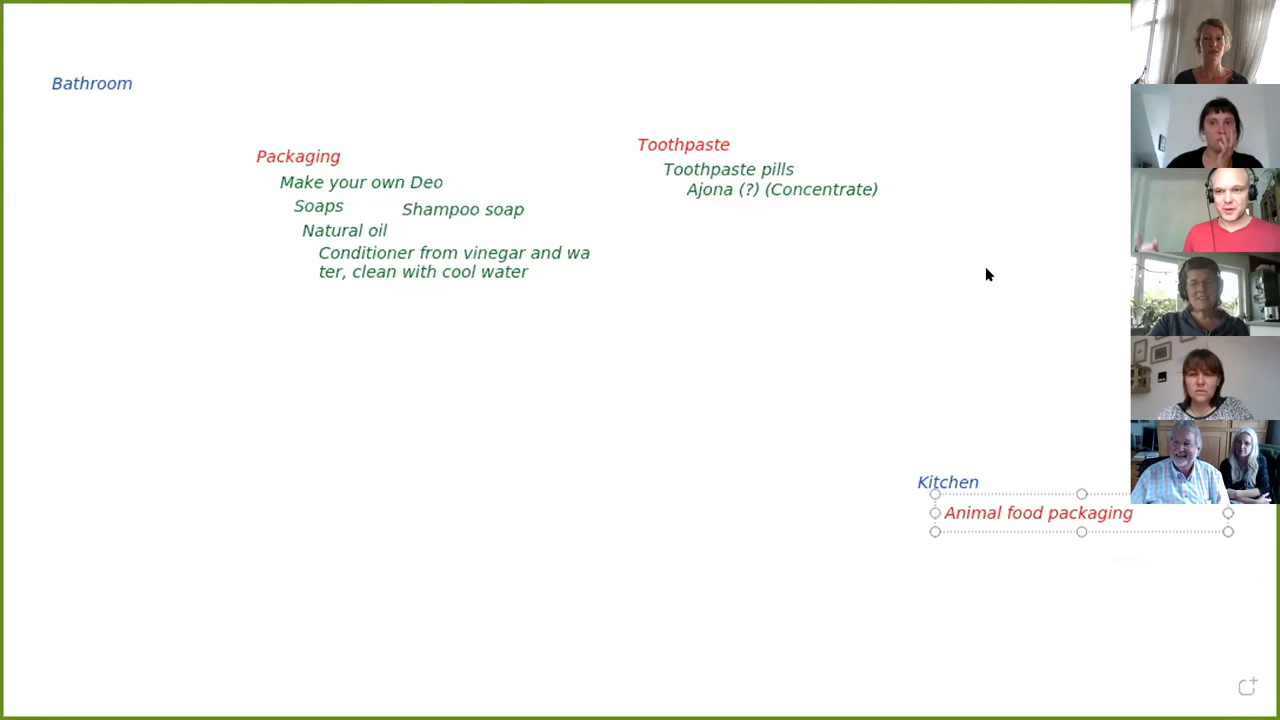 Bathroom
Packaging
Make your own Deo
Soaps
Shampoo soap
Natural oil
Conditioner from vinegar and wa
ter, clean with cool water
Toothpaste
Toothpaste pills
Ajona (?) (Concentrate)
Kitchen
Animal food packaging